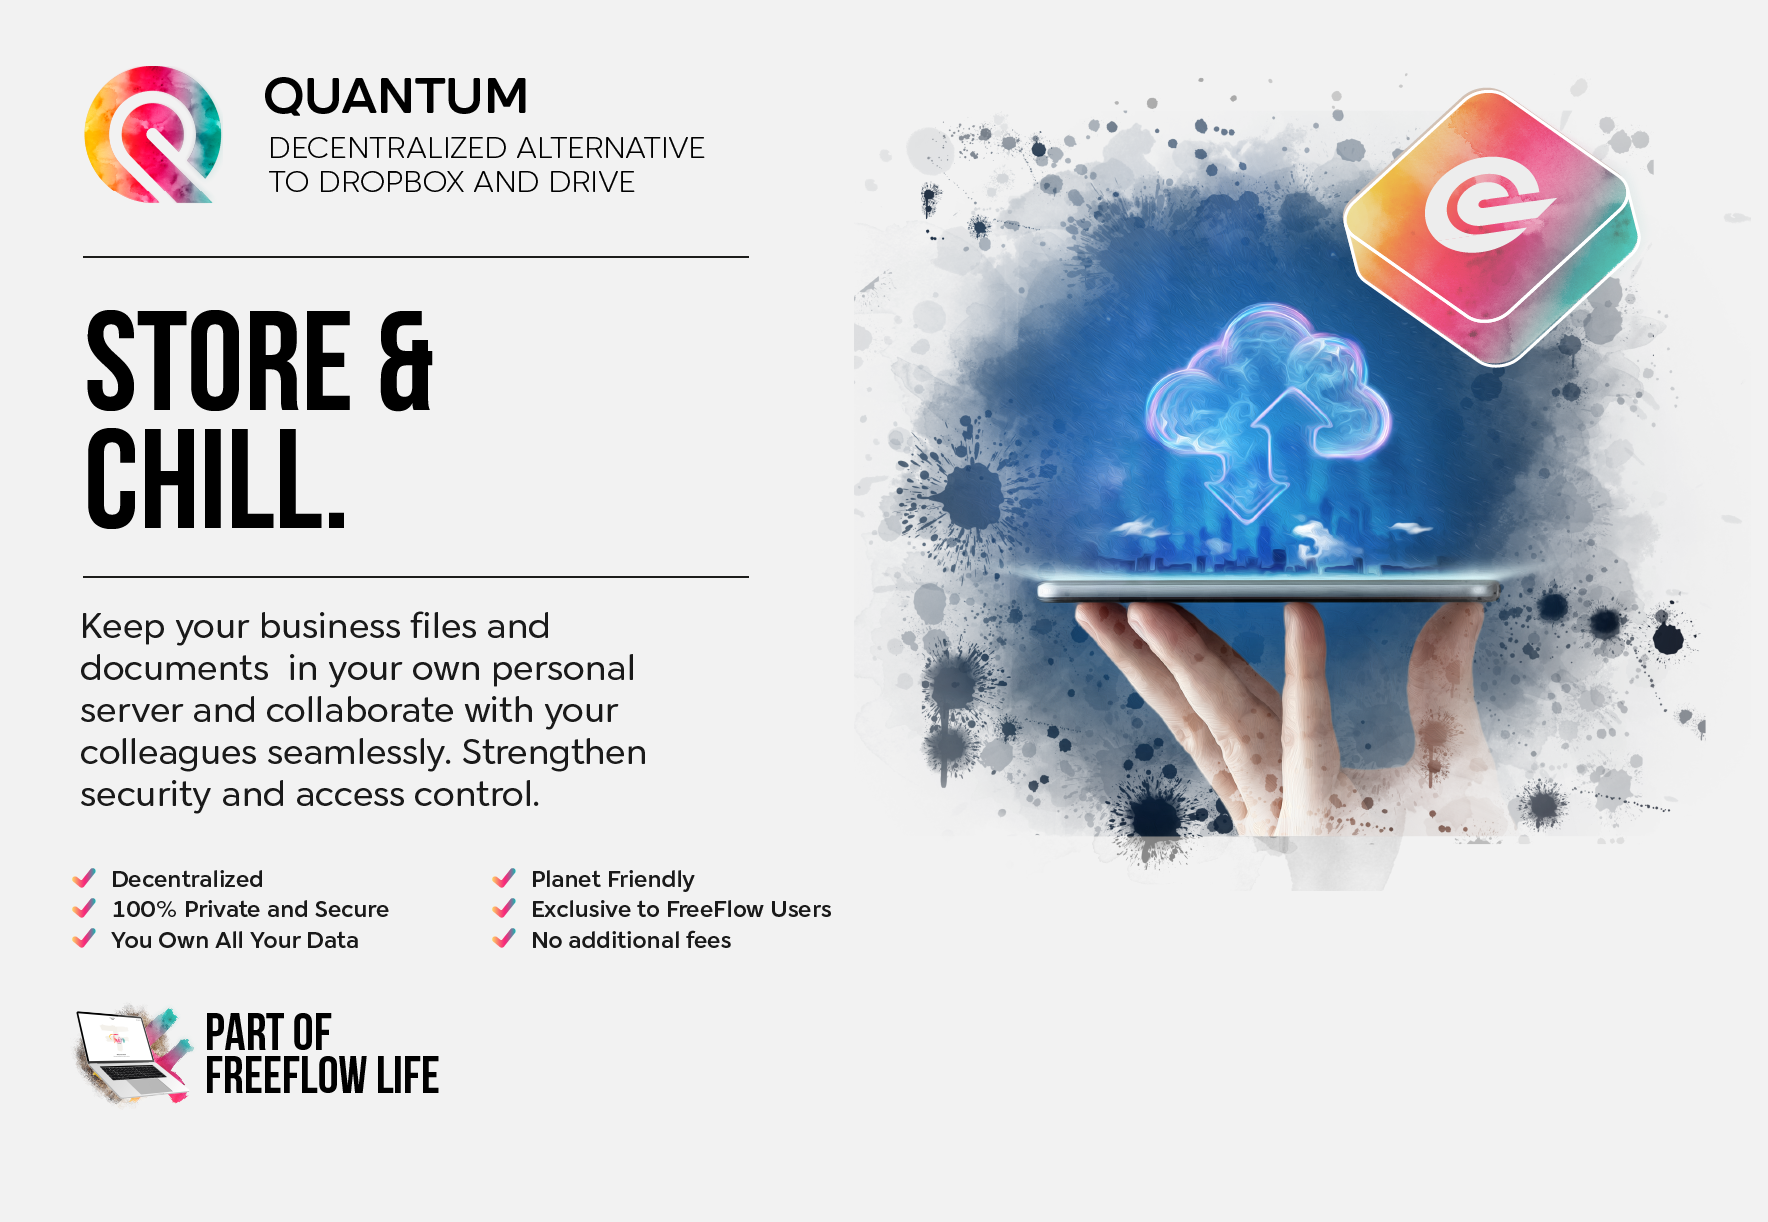 QUANTUM
DECENTRALIZED ALTERNATIVE
TO DROPBOX AND DRIVE
STORE &
CHILL.
Keep your business files and
documents  in your own personal
server and collaborate with your
colleagues seamlessly. Strengthen
security and access control.
Decentralized
100% Private and Secure
You Own All Your Data
Planet Friendly
Exclusive to FreeFlow Users
No additional fees
PART OF
FREEFLOW LIFE